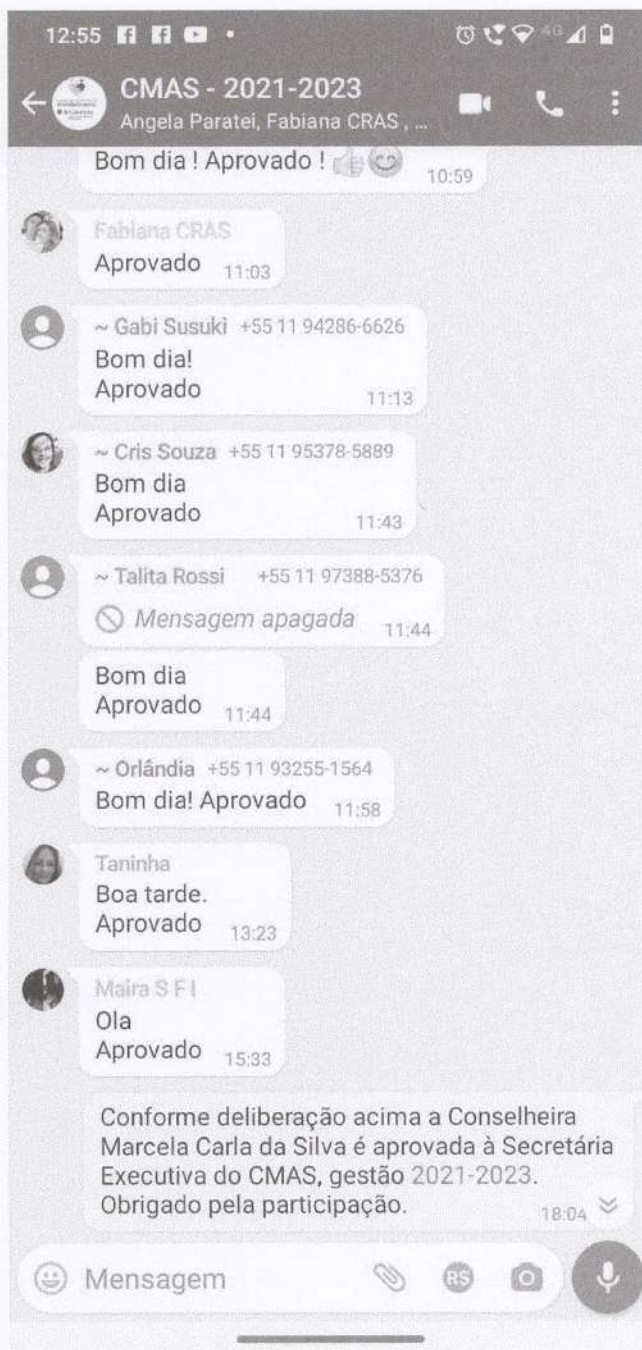 12:55
4G
CMAS - 2021-2023
Angela Paratei, Fabiana CRAS , ...
Bom dia ! Aprovado !
10:59
Fabiana CRAS
Aprovado 11:03
~ Gabi Susuki +55 11 94286-6626
Bom dia!
Aprovado
11:13
~ Cris Souza +55 11 95378-5889
Bom dia
Aprovado
11:43
~ Talita Rossi +55 11 97388-5376
Mensagem apagada 11:44
Bom dia
Aprovado 11:44
~ Orlândia +55 11 93255-1564
Bom dia! Aprovado 11:58
Taninha
Boa tarde.
Aprovado 13:23
Maira S F I
Ola
Aprovado 15:33
Conforme deliberação acima a Conselheira
Marcela Carla da Silva é aprovada à Secretária
Executiva do CMAS, gestão 2021-2023.
Obrigado pela participação.
18:04
Mensagem
RS